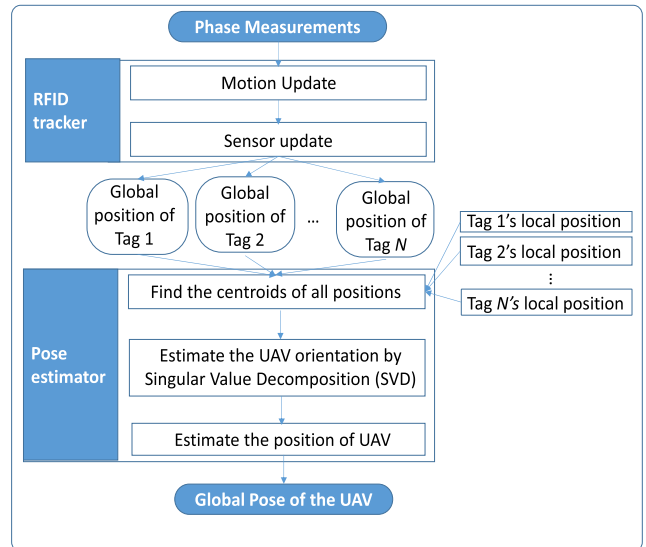 Phase Measurements
RFID
tracker
Motion Update
Sensor update
Global
position of
Tag 1
Global
position of
Tag 2
...
Global
position of
Tag N
Tag 1's local position
Tag 2's local position
⋮
Tag N's local position
Pose
estimator
Find the centroids of all positions
Estimate the UAV orientation by
Singular Value Decomposition (SVD)
Estimate the position of UAV
Global Pose of the UAV